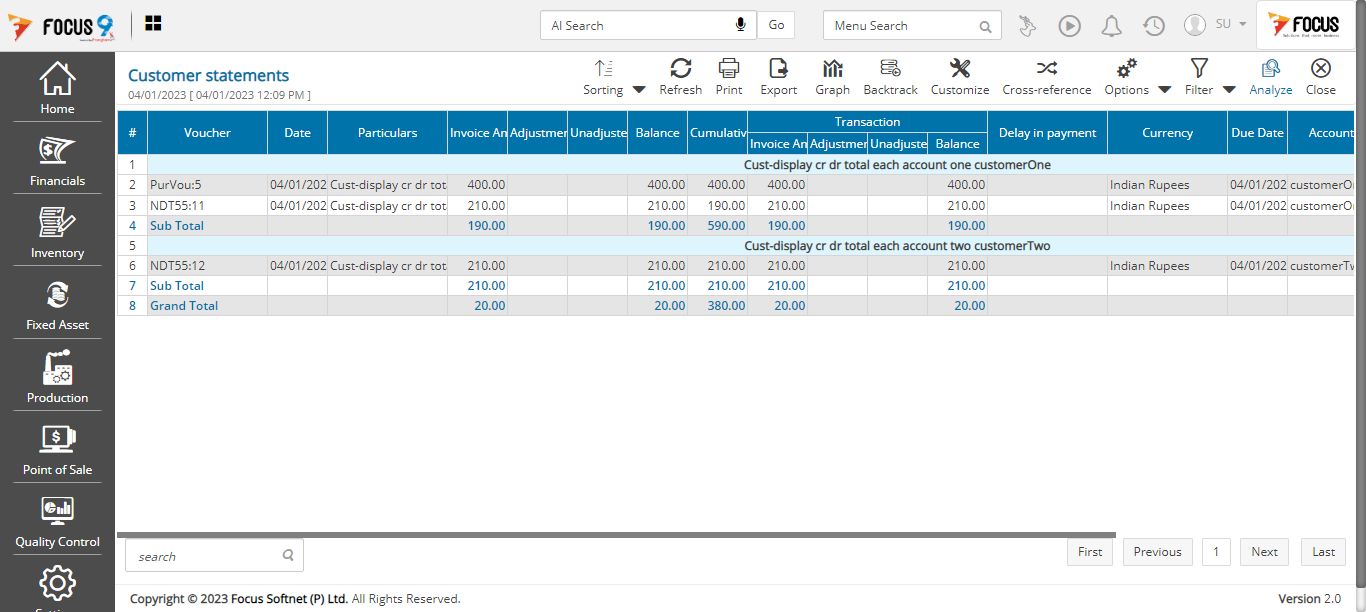 FOCUS 9
AI Search Go Menu Search SU FOCUS
Customer statements
04/01/2023 [ 04/01/2023 12:09 PM ]
Sorting Refresh Print Export Graph Backtrack Customize Cross-reference Options Filter Analyze Close
Home
Financials
Inventory
Fixed Asset
Production
Point of Sale
Quality Control
# Voucher Date Particulars Invoice An Adjustmer Unadjuste Balance Cumulativ Transaction Delay in payment Currency Due Date Account
Invoice An Adjustmer Unadjuste Balance
1 Cust-display cr dr total each account one customerOne
2 PurVou:5 04/01/202 Cust-display cr dr tot 400.00 400.00 400.00 400.00 400.00 Indian Rupees 04/01/202 customerO
3 NDT55:11 04/01/202 Cust-display cr dr tot 210.00 210.00 190.00 210.00 210.00 Indian Rupees 04/01/202 customerO
4 Sub Total 190.00 190.00 590.00 190.00 190.00
5 Cust-display cr dr total each account two customerTwo
6 NDT55:12 04/01/202 Cust-display cr dr tot 210.00 210.00 210.00 210.00 210.00 Indian Rupees 04/01/202 customerTv
7 Sub Total 210.00 210.00 210.00 210.00 210.00
8 Grand Total 20.00 20.00 380.00 20.00 20.00
search First Previous 1 Next Last
Copyright © 2023 Focus Softnet (P) Ltd. All Rights Reserved. Version 2.0